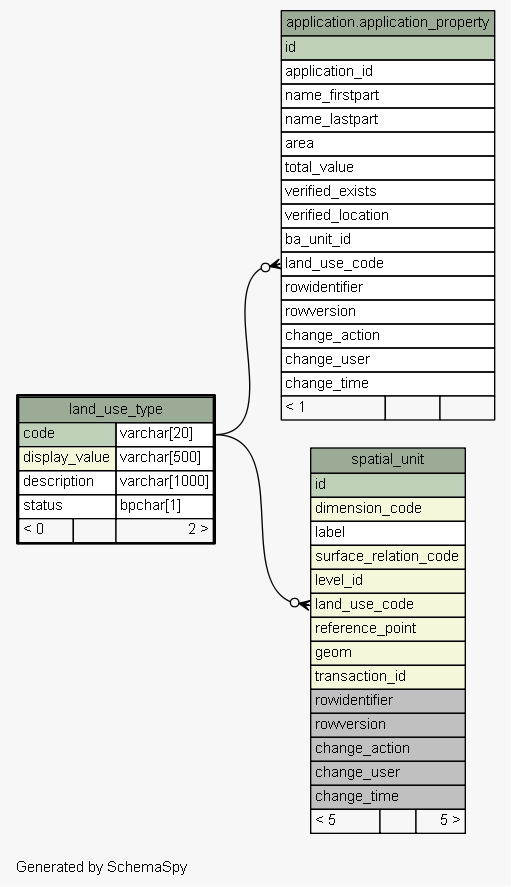 application.application_property
id
application_id
name_firstpart
name_lastpart
area
total_value
verified_exists
verified_location
ba_unit_id
land_use_code
rowidentifier
rowversion
change_action
change_user
change_time
< 1
land_use_type
code varchar[20]
display_value varchar[500]
description varchar[1000]
status bpchar[1]
< 0 2 >
spatial_unit
id
dimension_code
label
surface_relation_code
level_id
land_use_code
reference_point
geom
transaction_id
rowidentifier
rowversion
change_action
change_user
change_time
< 5 5 >
Generated by SchemaSpy